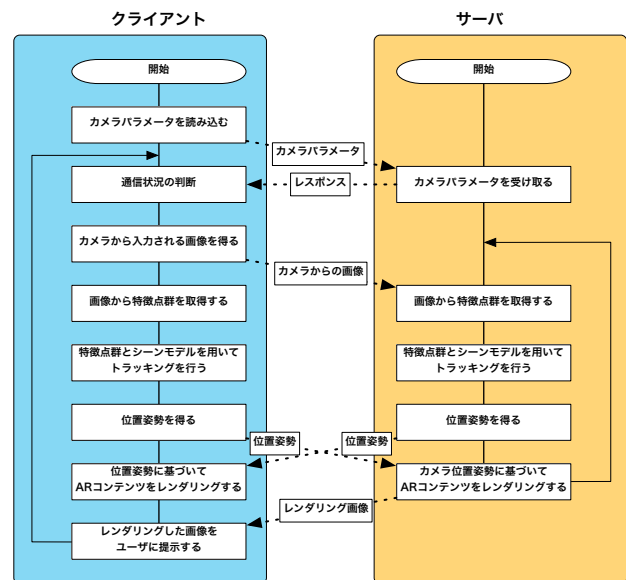 クライアント
サーバ
開始
開始
カメラパラメータを読み込む
カメラパラメータ
通信状況の判断
レスポンス
カメラパラメータを受け取る
カメラから入力される画像を得る
カメラからの画像
画像から特徴点群を取得する
画像から特徴点群を取得する
特徴点群とシーンモデルを用いて
トラッキングを行う
特徴点群とシーンモデルを用いて
トラッキングを行う
位置姿勢を得る
位置姿勢を得る
位置姿勢
位置姿勢
位置姿勢に基づいて
ARコンテンツをレンダリングする
カメラ位置姿勢に基づいて
ARコンテンツをレンダリングする
レンダリング画像
レンダリングした画像を
ユーザに提示する